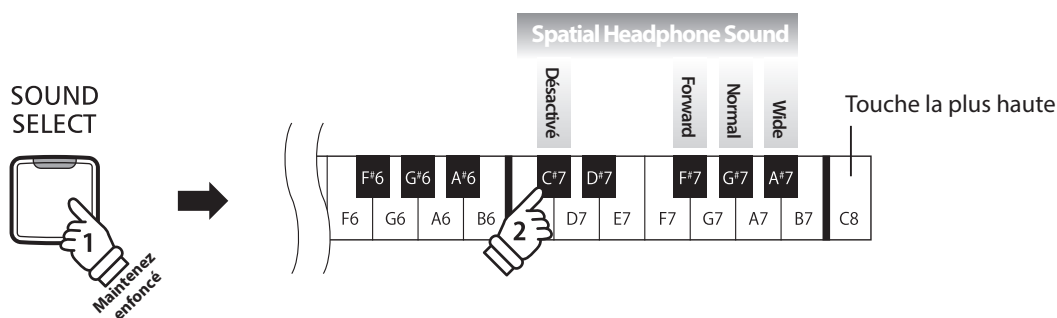 Spatial Headphone Sound
Désactivé
Forward
Normal
Wide
SOUND
SELECT
Touche la plus haute
F#6 G#6 A#6 C#7 D#7 F#7 G#7 A#7
F6 G6 A6 B6 D7 E7 F7 G7 A7 B7 C8
1
2
Maintenez
enfoncé